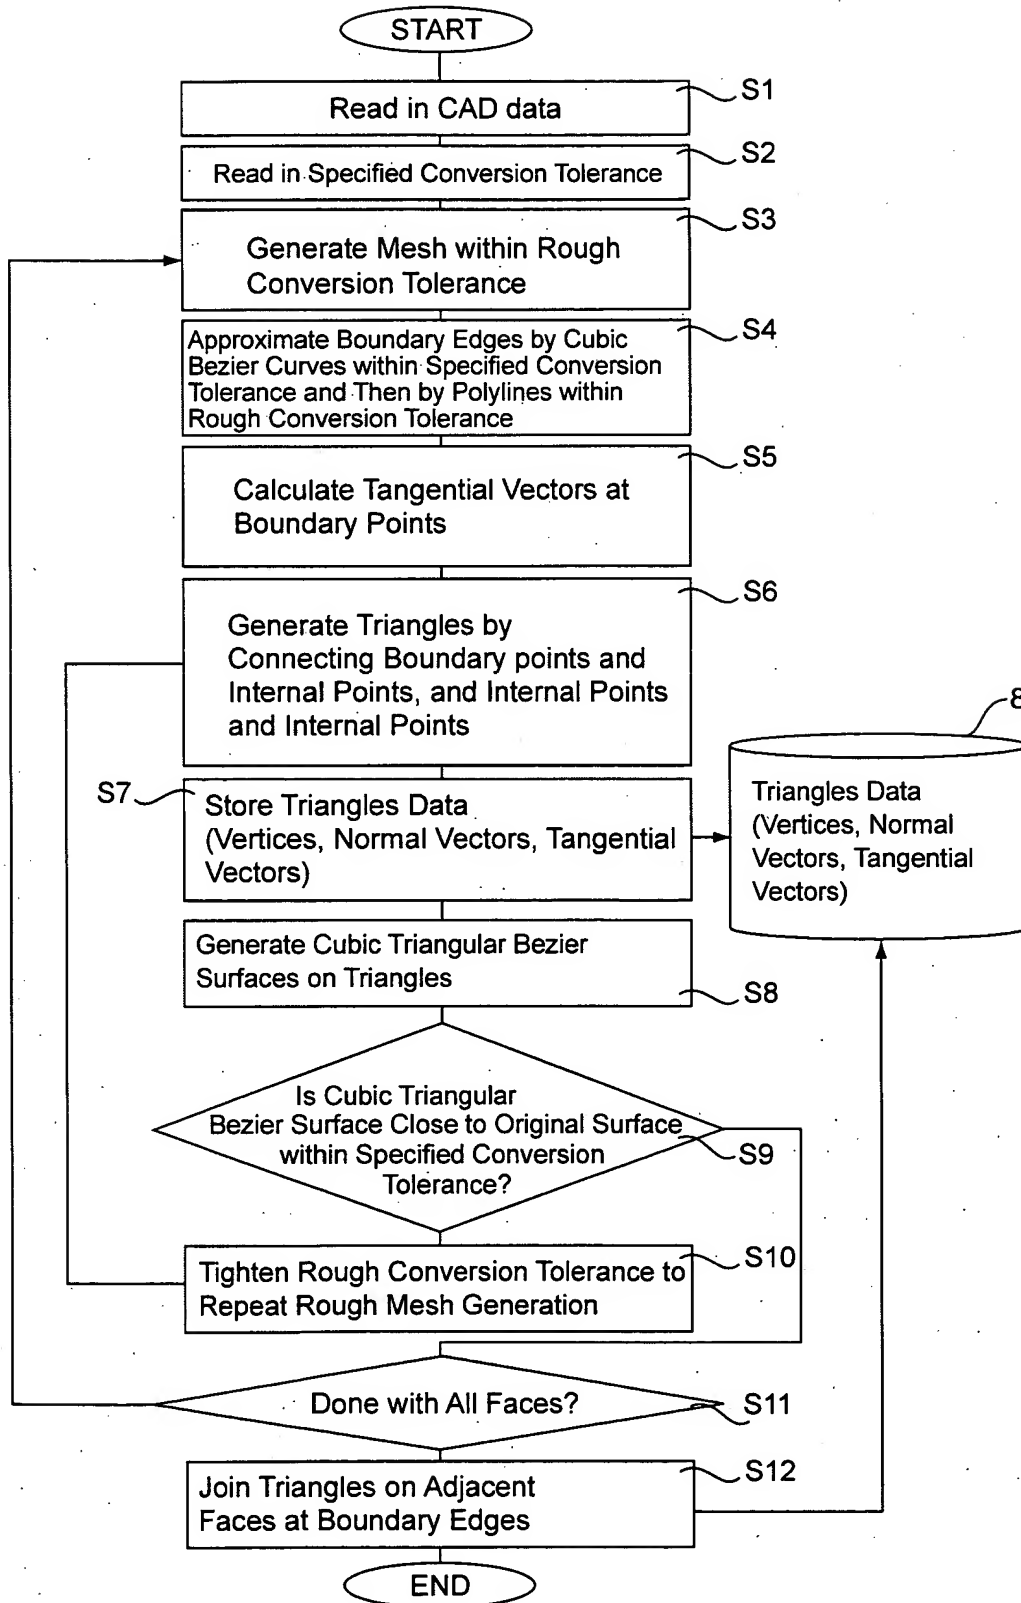 START
S1
Read in CAD data
S2
Read in Specified Conversion Tolerance
S3
Generate Mesh within Rough
Conversion Tolerance
S4
Approximate Boundary Edges by Cubic
Bezier Curves within Specified Conversion
Tolerance and Then by Polylines within
Rough Conversion Tolerance
S5
Calculate Tangential Vectors at
Boundary Points
S6
Generate Triangles by
Connecting Boundary points and
Internal Points, and Internal Points
and Internal Points
8
S7
Store Triangles Data
(Vertices, Normal Vectors, Tangential
Vectors)
Triangles Data
(Vertices, Normal
Vectors, Tangential
Vectors)
Generate Cubic Triangular Bezier
Surfaces on Triangles
S8
Is Cubic Triangular
Bezier Surface Close to Original Surface
within Specified Conversion
Tolerance?
S9
S10
Tighten Rough Conversion Tolerance to
Repeat Rough Mesh Generation
Done with All Faces?
S11
S12
Join Triangles on Adjacent
Faces at Boundary Edges
END